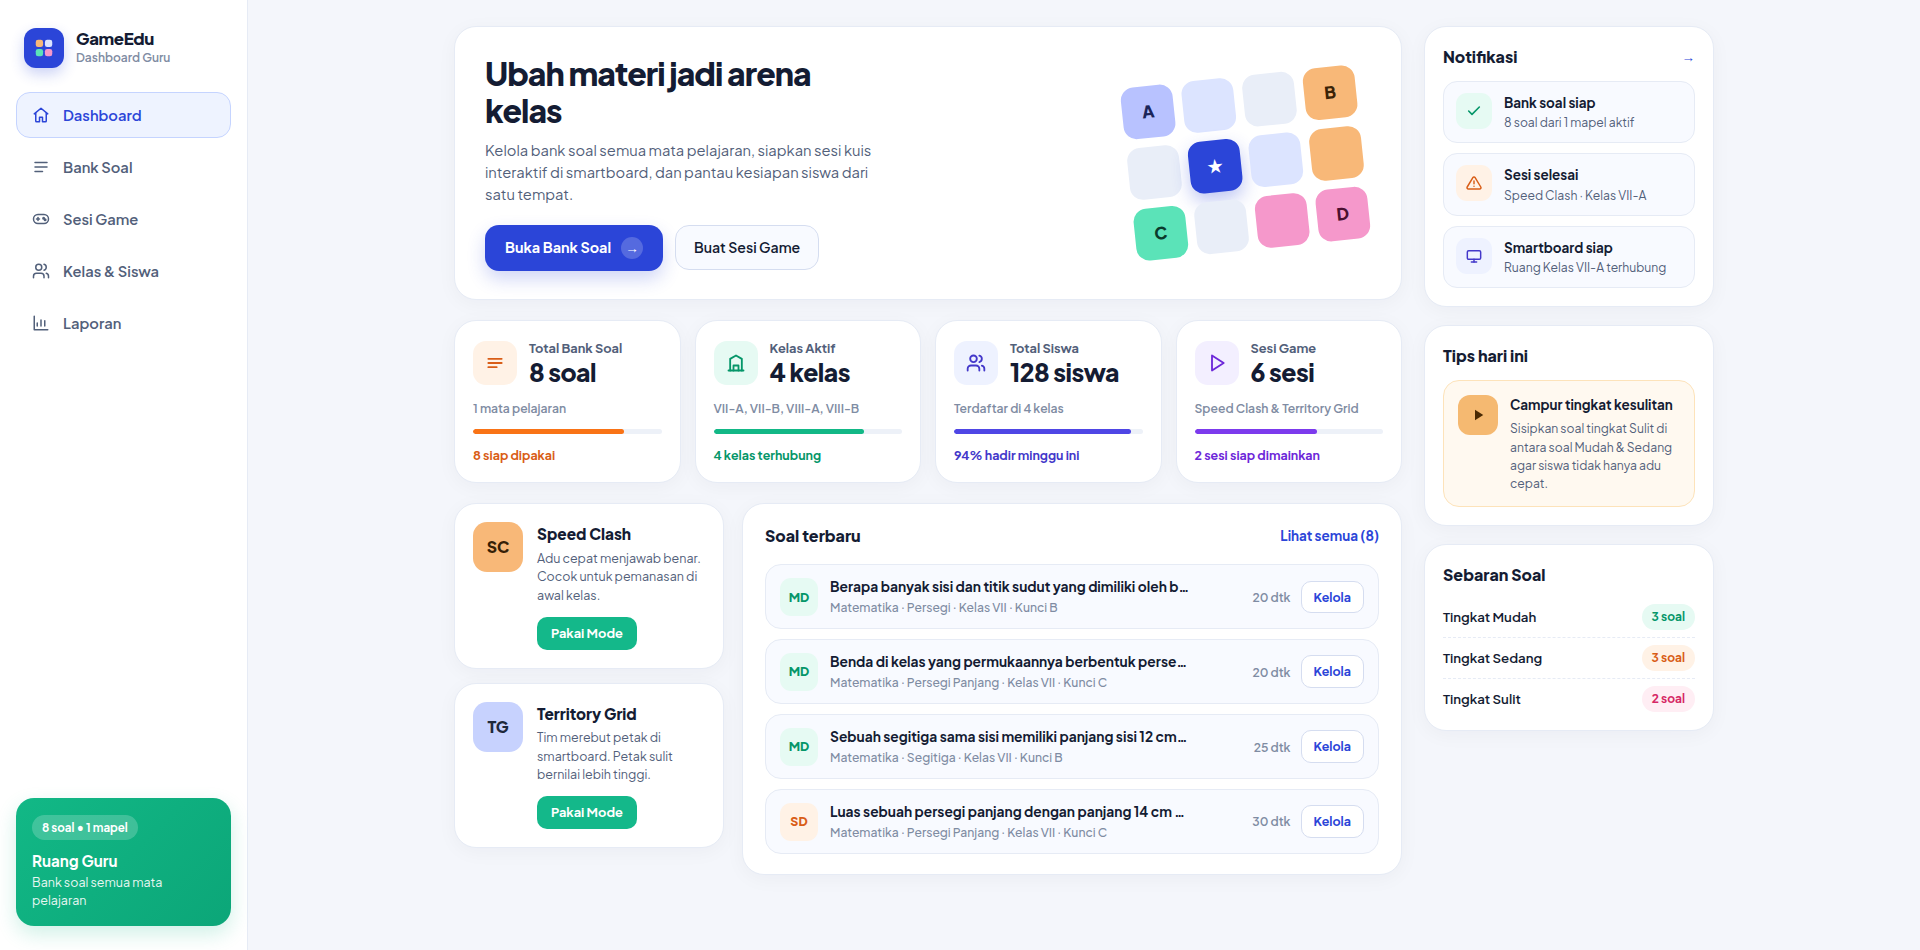 GameEdu
Dashboard Guru
Dashboard
Bank Soal
Sesi Game
Kelas & Siswa
Laporan
8 soal • 1 mapel
Ruang Guru
Bank soal semua mata
pelajaran
Ubah materi jadi arena
kelas
Kelola bank soal semua mata pelajaran, siapkan sesi kuis
interaktif di smartboard, dan pantau kesiapan siswa dari
satu tempat.
Buka Bank Soal →
Buat Sesi Game
A
B
★
C
D
Total Bank Soal
8 soal
1 mata pelajaran
8 siap dipakai
Kelas Aktif
4 kelas
VII-A, VII-B, VIII-A, VIII-B
4 kelas terhubung
Total Siswa
128 siswa
Terdaftar di 4 kelas
94% hadir minggu ini
Sesi Game
6 sesi
Speed Clash & Territory Grid
2 sesi siap dimainkan
SC
Speed Clash
Adu cepat menjawab benar.
Cocok untuk pemanasan di
awal kelas.
Pakai Mode
TG
Territory Grid
Tim merebut petak di
smartboard. Petak sulit
bernilai lebih tinggi.
Pakai Mode
Soal terbaru
Lihat semua (8)
MD
Berapa banyak sisi dan titik sudut yang dimiliki oleh b...
Matematika · Persegi · Kelas VII · Kunci B
20 dtk
Kelola
MD
Benda di kelas yang permukaannya berbentuk perse...
Matematika · Persegi Panjang · Kelas VII · Kunci C
20 dtk
Kelola
MD
Sebuah segitiga sama sisi memiliki panjang sisi 12 cm...
Matematika · Segitiga · Kelas VII · Kunci B
25 dtk
Kelola
SD
Luas sebuah persegi panjang dengan panjang 14 cm ...
Matematika · Persegi Panjang · Kelas VII · Kunci C
30 dtk
Kelola
Notifikasi →
Bank soal siap
8 soal dari 1 mapel aktif
Sesi selesai
Speed Clash · Kelas VII-A
Smartboard siap
Ruang Kelas VII-A terhubung
Tips hari ini
Campur tingkat kesulitan
Sisipkan soal tingkat Sulit di
antara soal Mudah & Sedang
agar siswa tidak hanya adu
cepat.
Sebaran Soal
Tingkat Mudah
3 soal
Tingkat Sedang
3 soal
Tingkat Sulit
2 soal